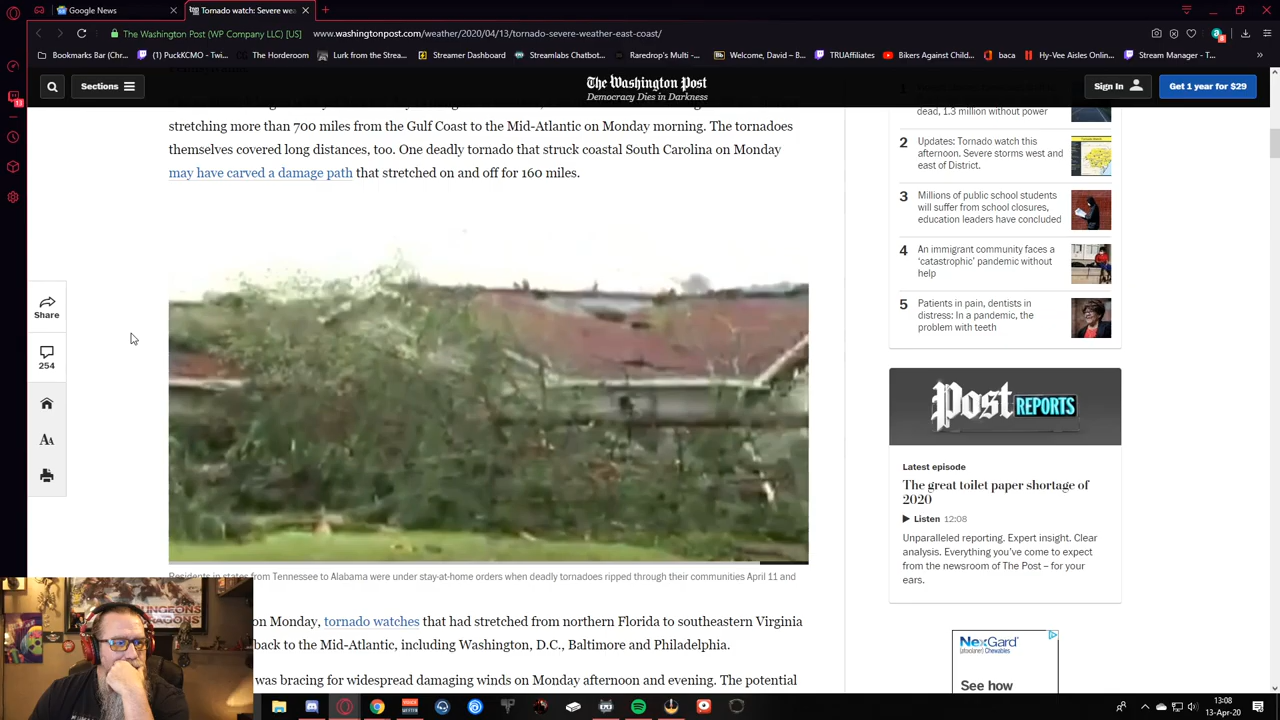 devices
Google News
Tornado watch: Severe
The Washington Post (WP Company LLC) [US]
www.washingtonpost.com/weather/2020/04/13/tornado-severe-weather-east-coast/
Bookmarks Bar (Chr...
(1) PuckKCMO - Twi...
Honorlock
Lurk from the Stream
Streamer Dashboard
Streamlabs Chatbot...
Raredrop's Multi -...
Welcome, David – B...
TRUAffiliates
Bikers Against Child...
baca
Hy-Vee Aisles Online
Stream Manager - T...
Sections
The Washington Post
Democracy Dies in Darkness
Sign In
Get 1 year for $29
stretching more than 700 miles from the Gulf Coast to the Mid-Atlantic on Monday morning. The tornadoes
themselves covered long distances, too. One deadly tornado that struck coastal South Carolina on Monday
may have carved a damage path that stretched on and off for 160 miles.
Share
254
AA
Residents in states from Tennessee to Alabama were under stay-at-home orders when deadly tornadoes ripped through their communities April 11 and
on Monday, tornado watches that had stretched from northern Florida to southeastern Virginia
back to the Mid-Atlantic, including Washington, D.C., Baltimore and Philadelphia.
was bracing for widespread damaging winds on Monday afternoon and evening. The potential
1
dead, 1.3 million without power
2
Updates: Tornado watch this
afternoon. Severe storms west and
east of District.
3
Millions of public school students
will suffer from school closures,
education leaders have concluded
4
An immigrant community faces a
‘catastrophic’ pandemic without
help
5
Patients in pain, dentists in
distress: In a pandemic, the
problem with teeth
Post REPORTS
Latest episode
The great toilet paper shortage of
2020
Listen 12:08
Unparalleled reporting. Expert insight. Clear
analysis. Everything you’ve come to expect
from the newsroom of The Post – for your
ears.
NexGard
(afoxolaner) Chewables
See how
DUNGEONS
DRAGO
13:08
13-Apr-20